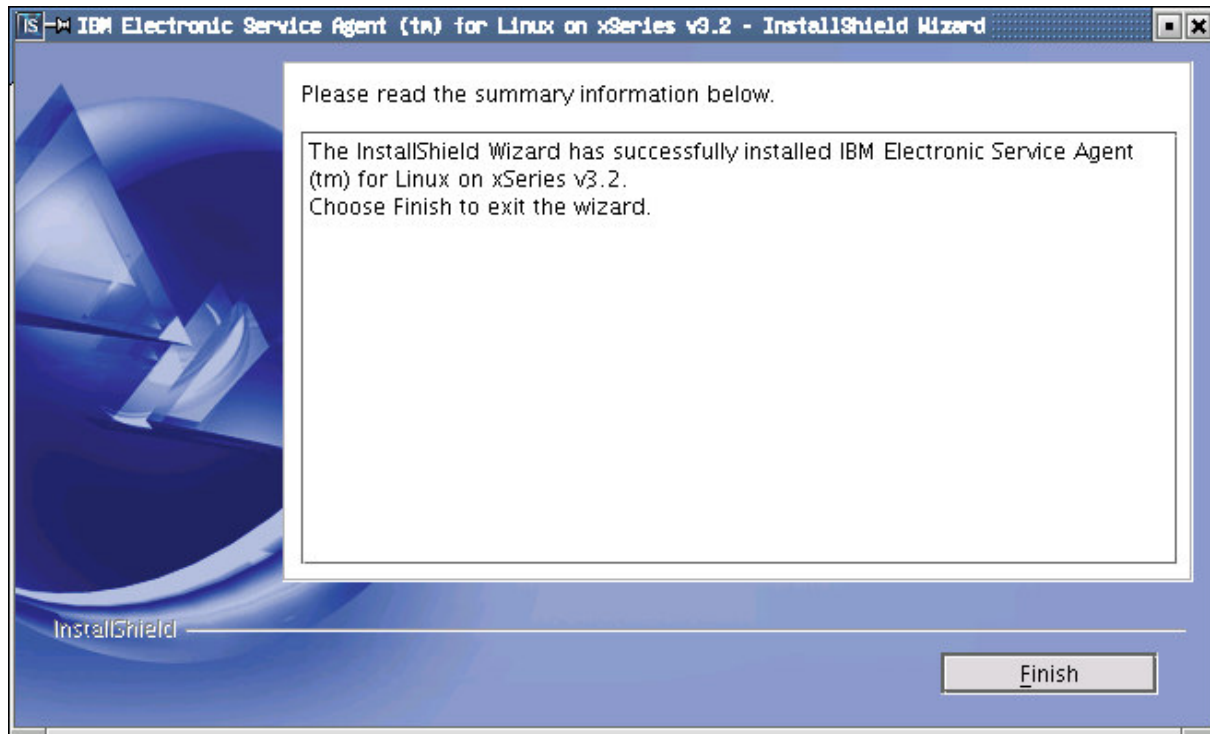 IS
IBM Electronic Service Agent (tm) for Linux on xSeries v3.2 - InstallShield Wizard
Please read the summary information below.
The InstallShield Wizard has successfully installed IBM Electronic Service Agent
(tm) for Linux on xSeries v3.2.
Choose Finish to exit the wizard.
InstallShield
Finish